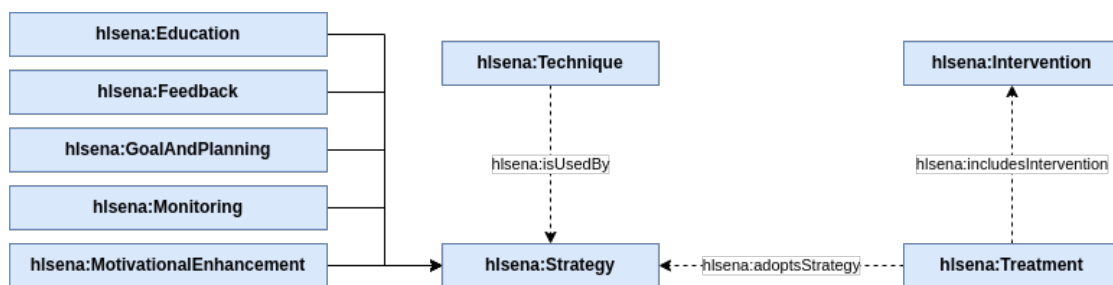 hlsena:Education
hlsena:Feedback
hlsena:GoalAndPlanning
hlsena:Monitoring
hlsena:MotivationalEnhancement
hlsena:Technique
hlsena:isUsedBy
hlsena:Strategy
hlsena:adoptsStrategy
hlsena:Intervention
hlsena:includesIntervention
hlsena:Treatment